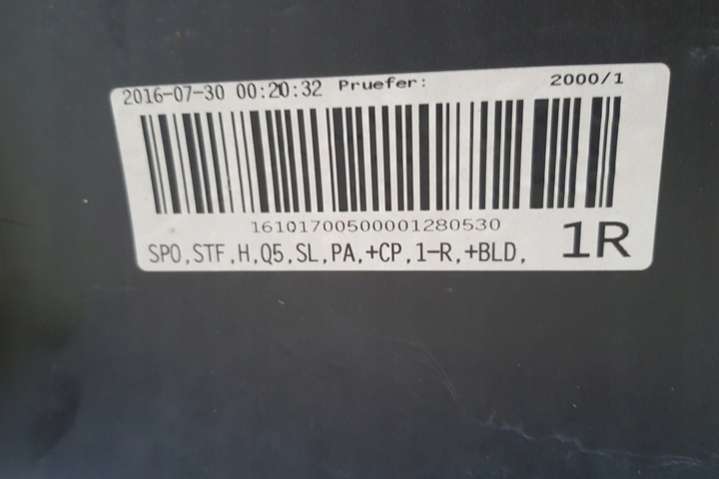 2016-07-30 00:20:32 Pruefer: 2000/1
16101700500001280530
SPO,STF,H,Q5,SL,PA,+CP,1-R,+BLD, 1R